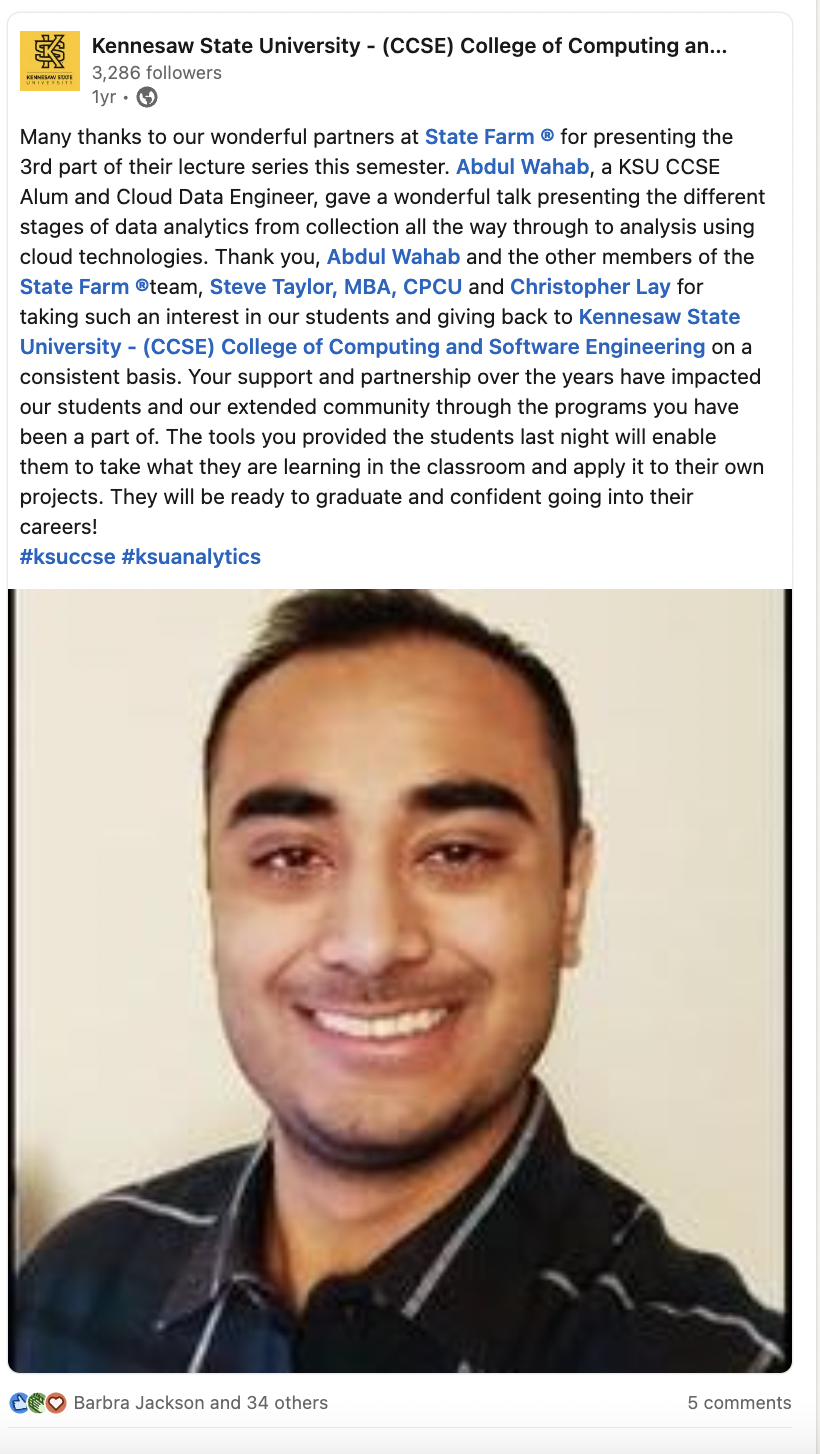 KENNESAW STATE
UNIVERSITY
Kennesaw State University - (CCSE) College of Computing an...
3,286 followers
1yr •
Many thanks to our wonderful partners at State Farm ® for presenting the
3rd part of their lecture series this semester. Abdul Wahab, a KSU CCSE
Alum and Cloud Data Engineer, gave a wonderful talk presenting the different
stages of data analytics from collection all the way through to analysis using
cloud technologies. Thank you, Abdul Wahab and the other members of the
State Farm ®team, Steve Taylor, MBA, CPCU and Christopher Lay for
taking such an interest in our students and giving back to Kennesaw State
University - (CCSE) College of Computing and Software Engineering on a
consistent basis. Your support and partnership over the years have impacted
our students and our extended community through the programs you have
been a part of. The tools you provided the students last night will enable
them to take what they are learning in the classroom and apply it to their own
projects. They will be ready to graduate and confident going into their
careers!
#ksuccse #ksuanalytics
Barbra Jackson and 34 others
5 comments